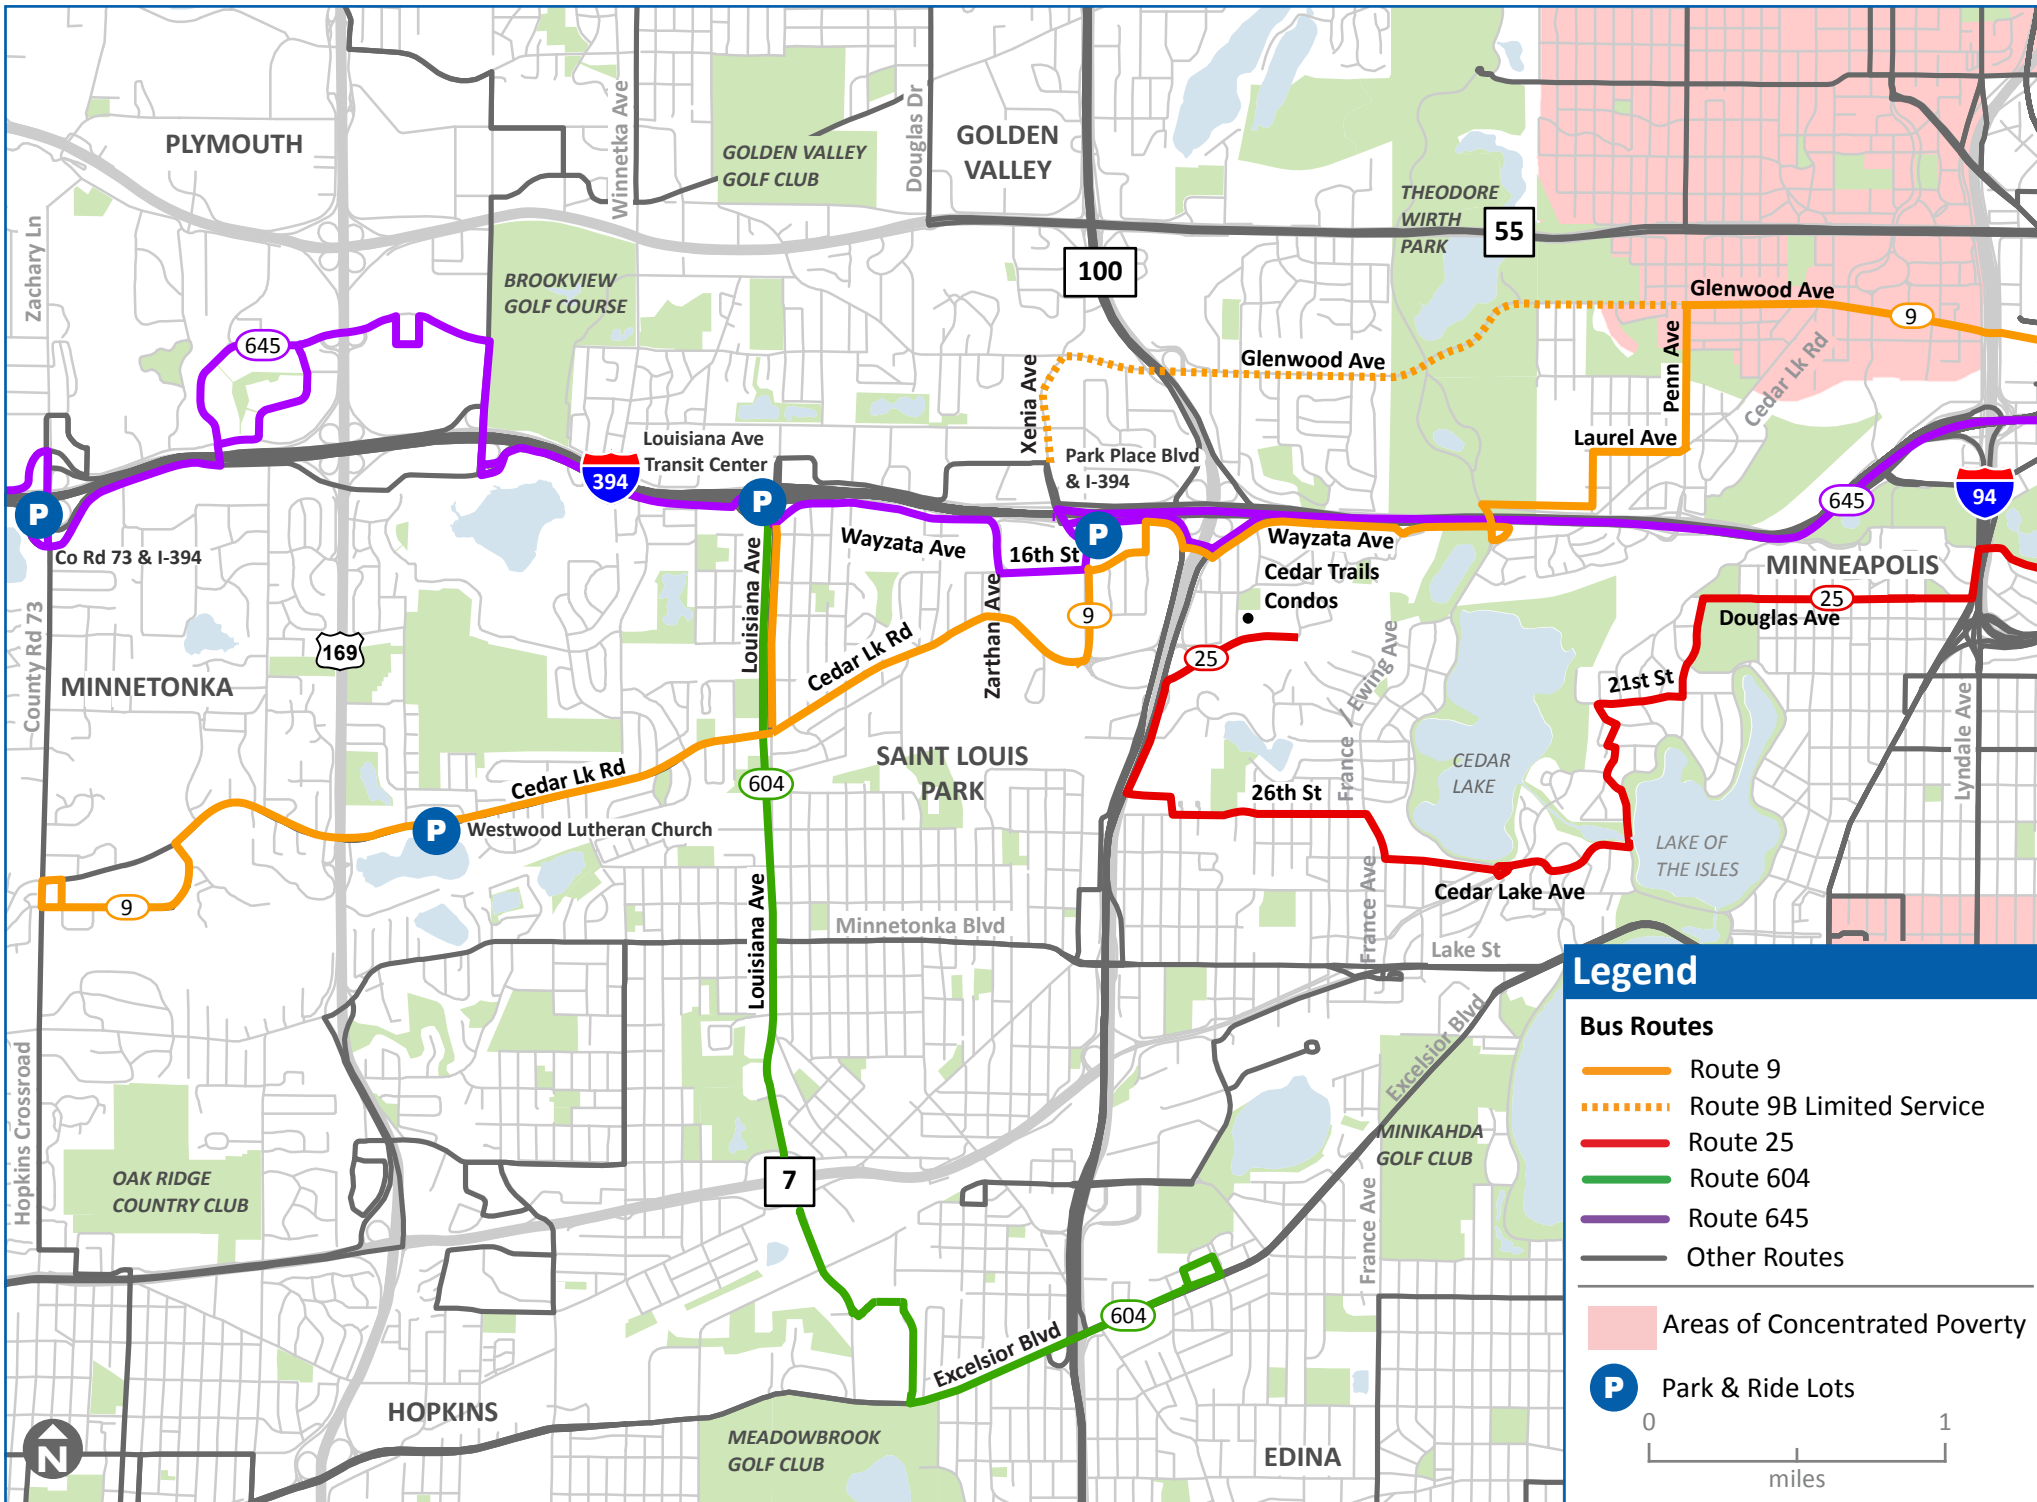 PLYMOUTH
GOLDEN VALLEY
GOLF CLUB
Winnetka Ave
Douglas Dr
GOLDEN
VALLEY
THEODORE
WIRTH
PARK
55
100
Zachary Ln
BROOKVIEW
GOLF COURSE
645
Glenwood Ave
9
Glenwood Ave
Xenia Ave
Penn Ave
Cedar Lk Rd
Laurel Ave
Louisiana Ave
Transit Center
Park Place Blvd
& I-394
394
P
P
P
645
94
Co Rd 73 & I-394
Wayzata Ave
16th St
Wayzata Ave
Cedar Trails
Condos
MINNEAPOLIS
25
Douglas Ave
County Rd 73
169
Louisiana Ave
Zarthan Ave
9
Cedar Lk Rd
25
France / Ewing Ave
21st St
Lyndale Ave
MINNETONKA
SAINT LOUIS
PARK
CEDAR
LAKE
Cedar Lk Rd
604
26th St
P
Westwood Lutheran Church
LAKE OF
THE ISLES
9
Cedar Lake Ave
France Ave
Louisiana Ave
Minnetonka Blvd
Lake St
Excelsior Blvd
Hopkins Crossroad
MINIKAHDA
GOLF CLUB
OAK RIDGE
COUNTRY CLUB
7
France Ave
604
Excelsior Blvd
HOPKINS
MEADOWBROOK
GOLF CLUB
EDINA
N
Legend
Bus Routes
Route 9
Route 9B Limited Service
Route 25
Route 604
Route 645
Other Routes
Areas of Concentrated Poverty
P
Park & Ride Lots
0 1
miles